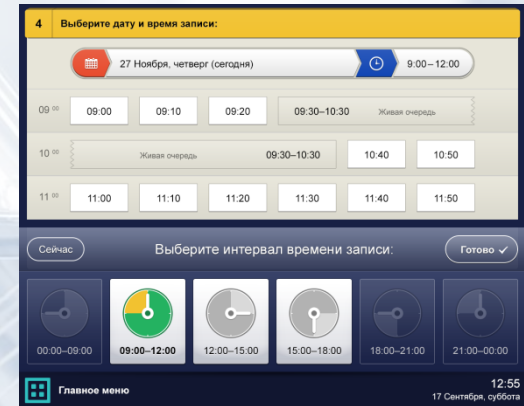 4 Выберите дату и время записи:
27 Ноября, четверг (сегодня) 9:00–12:00
09 00 09:00 09:10 09:20 09:30–10:30 Живая очередь
10 00 Живая очередь 09:30–10:30 10:40 10:50
11 00 11:00 11:10 11:20 11:30 11:40 11:50
Сейчас Выберите интервал времени записи: Готово ✓
00:00–09:00 09:00–12:00 12:00–15:00 15:00–18:00 18:00–21:00 21:00–00:00
Главное меню 12:55
17 Сентября, суббота